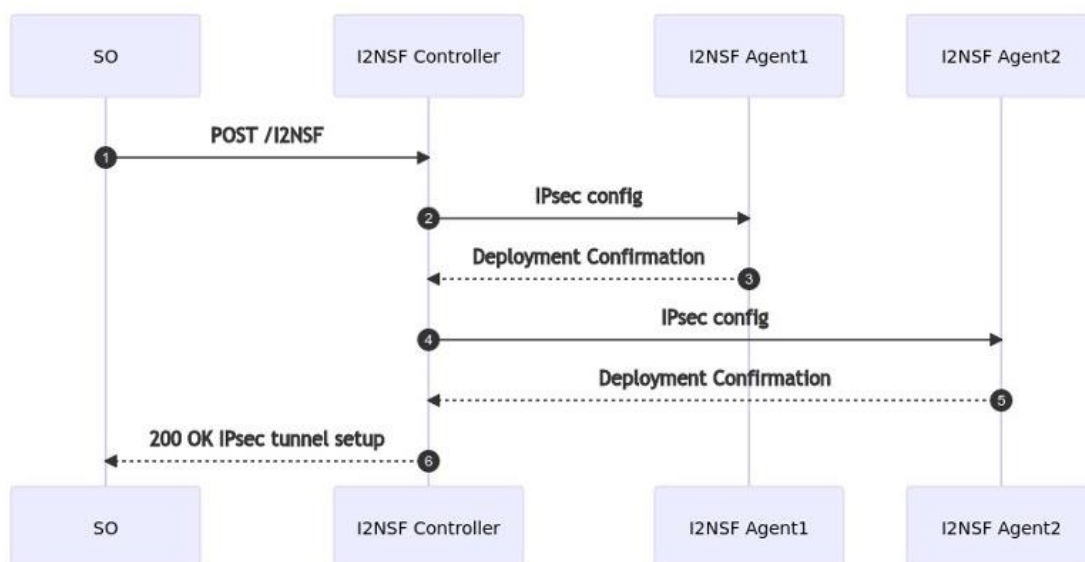 SO I2NSF Controller I2NSF Agent1 I2NSF Agent2
POST /I2NSF
1
IPsec config
2
Deployment Confirmation
3
IPsec config
4
Deployment Confirmation
5
200 OK IPsec tunnel setup
6
SO I2NSF Controller I2NSF Agent1 I2NSF Agent2